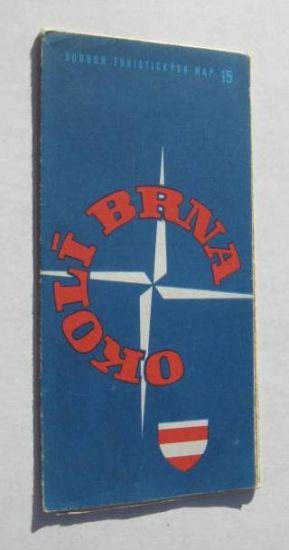 SOUBOR TURISTICKÝCH MAP 15
OKOLÍ BRNA